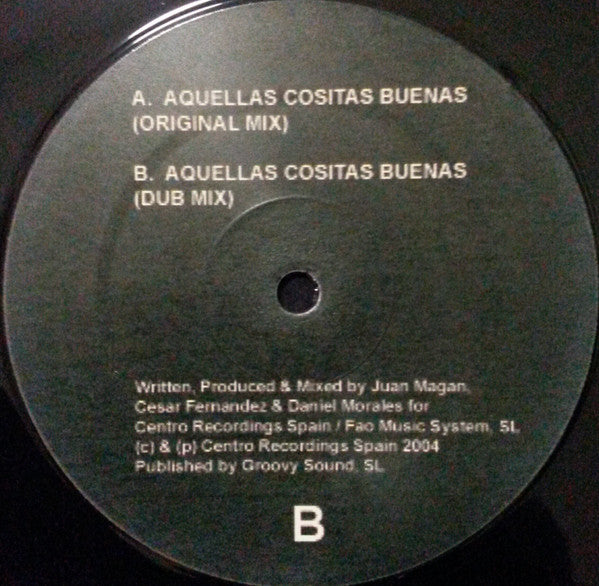 A. AQUELLAS COSITAS BUENAS
(ORIGINAL MIX)
B. AQUELLAS COSITAS BUENAS
(DUB MIX)
Written, Produced & Mixed by Juan Magan,
Cesar Fernandez & Daniel Morales for
Centro Recordings Spain / Fao Music System, SL
(c) & (p) Centro Recordings Spain 2004
Published by Groovy Sound, SL
B